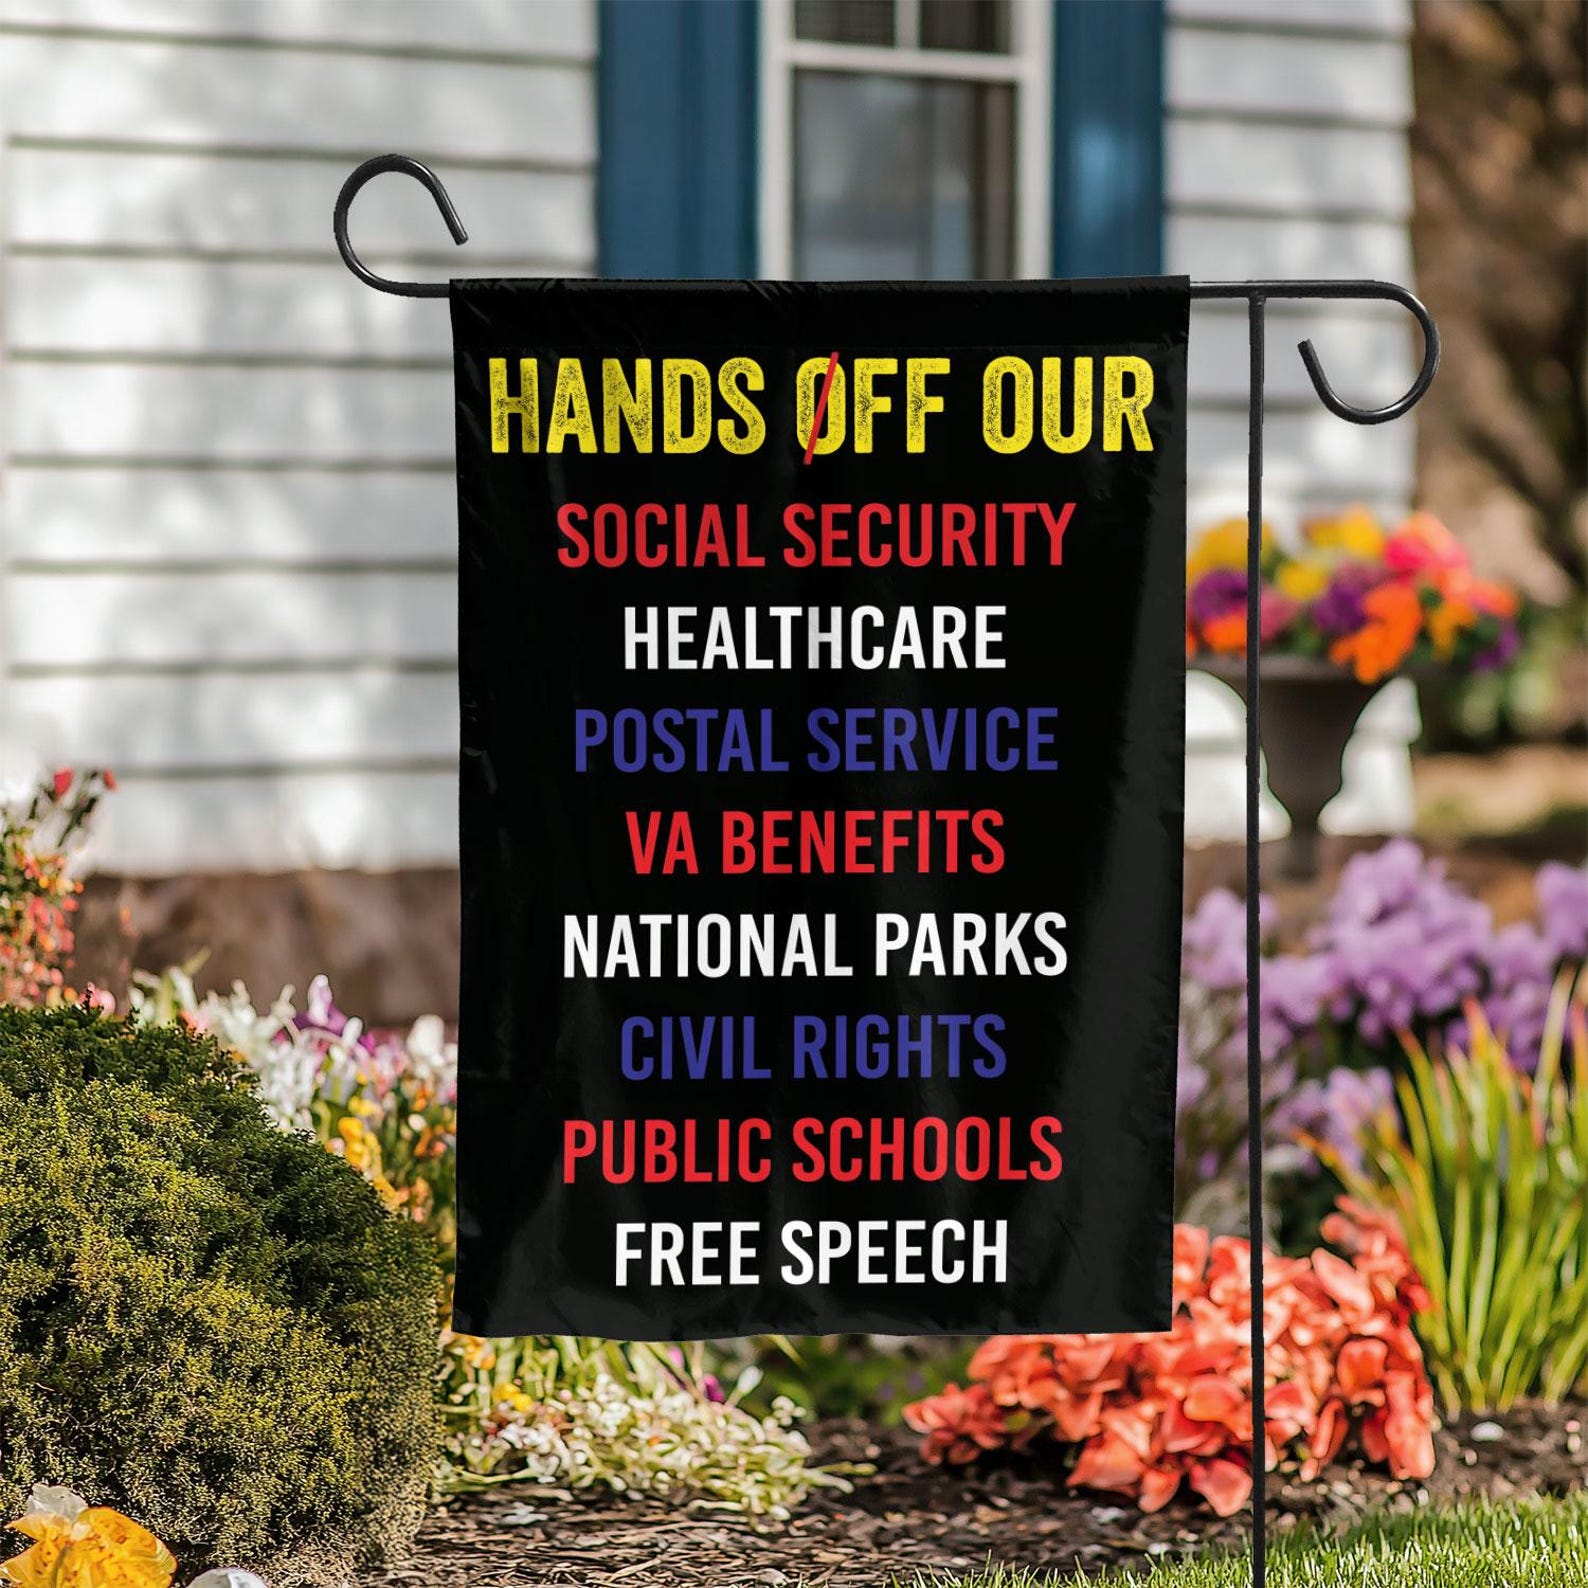 HANDS OFF OUR
SOCIAL SECURITY
HEALTHCARE
POSTAL SERVICE
VA BENEFITS
NATIONAL PARKS
CIVIL RIGHTS
PUBLIC SCHOOLS
FREE SPEECH